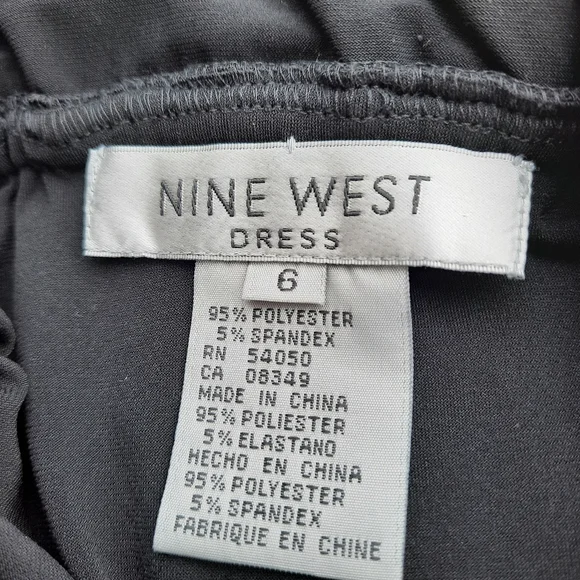 NINE WEST
DRESS
6
95% POLYESTER
5% SPANDEX
RN 54050
CA 08349
MADE IN CHINA
95% POLIESTER
5% ELASTANO
HECHO EN CHINA
95% POLYESTER
5% SPANDEX
FABRIQUE EN CHINE